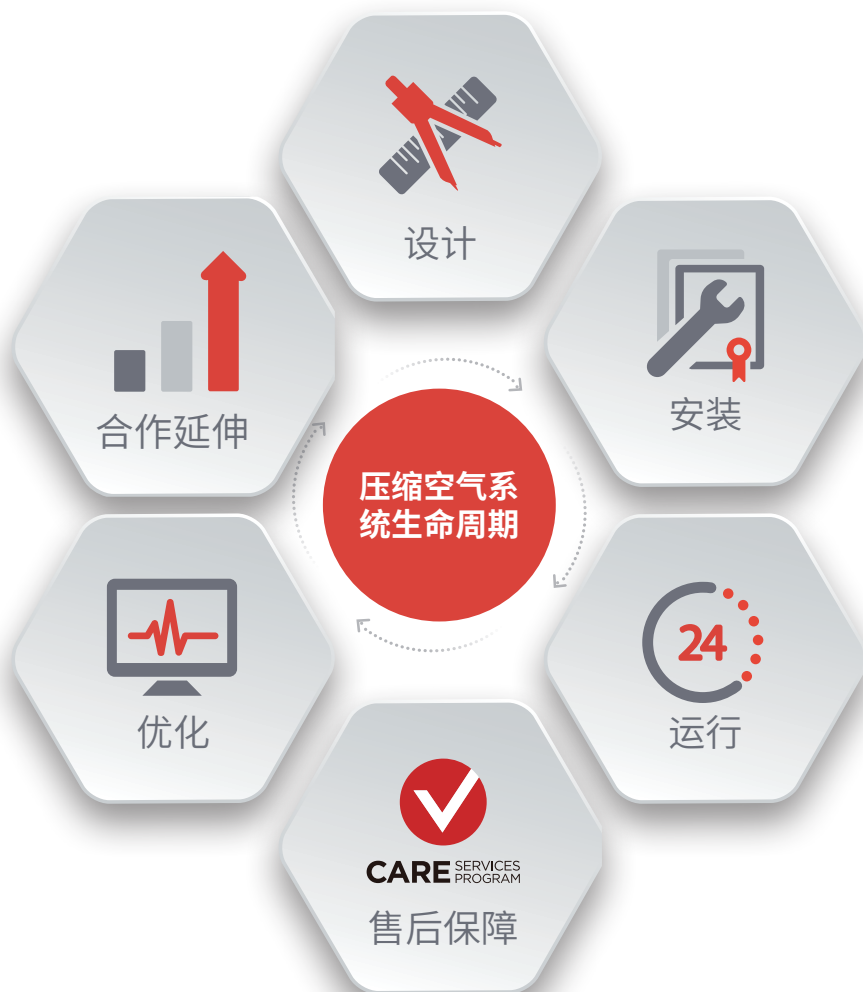 设计
安装
24
运行
CARE SERVICES PROGRAM
售后保障
优化
合作延伸
压缩空气系
统生命周期